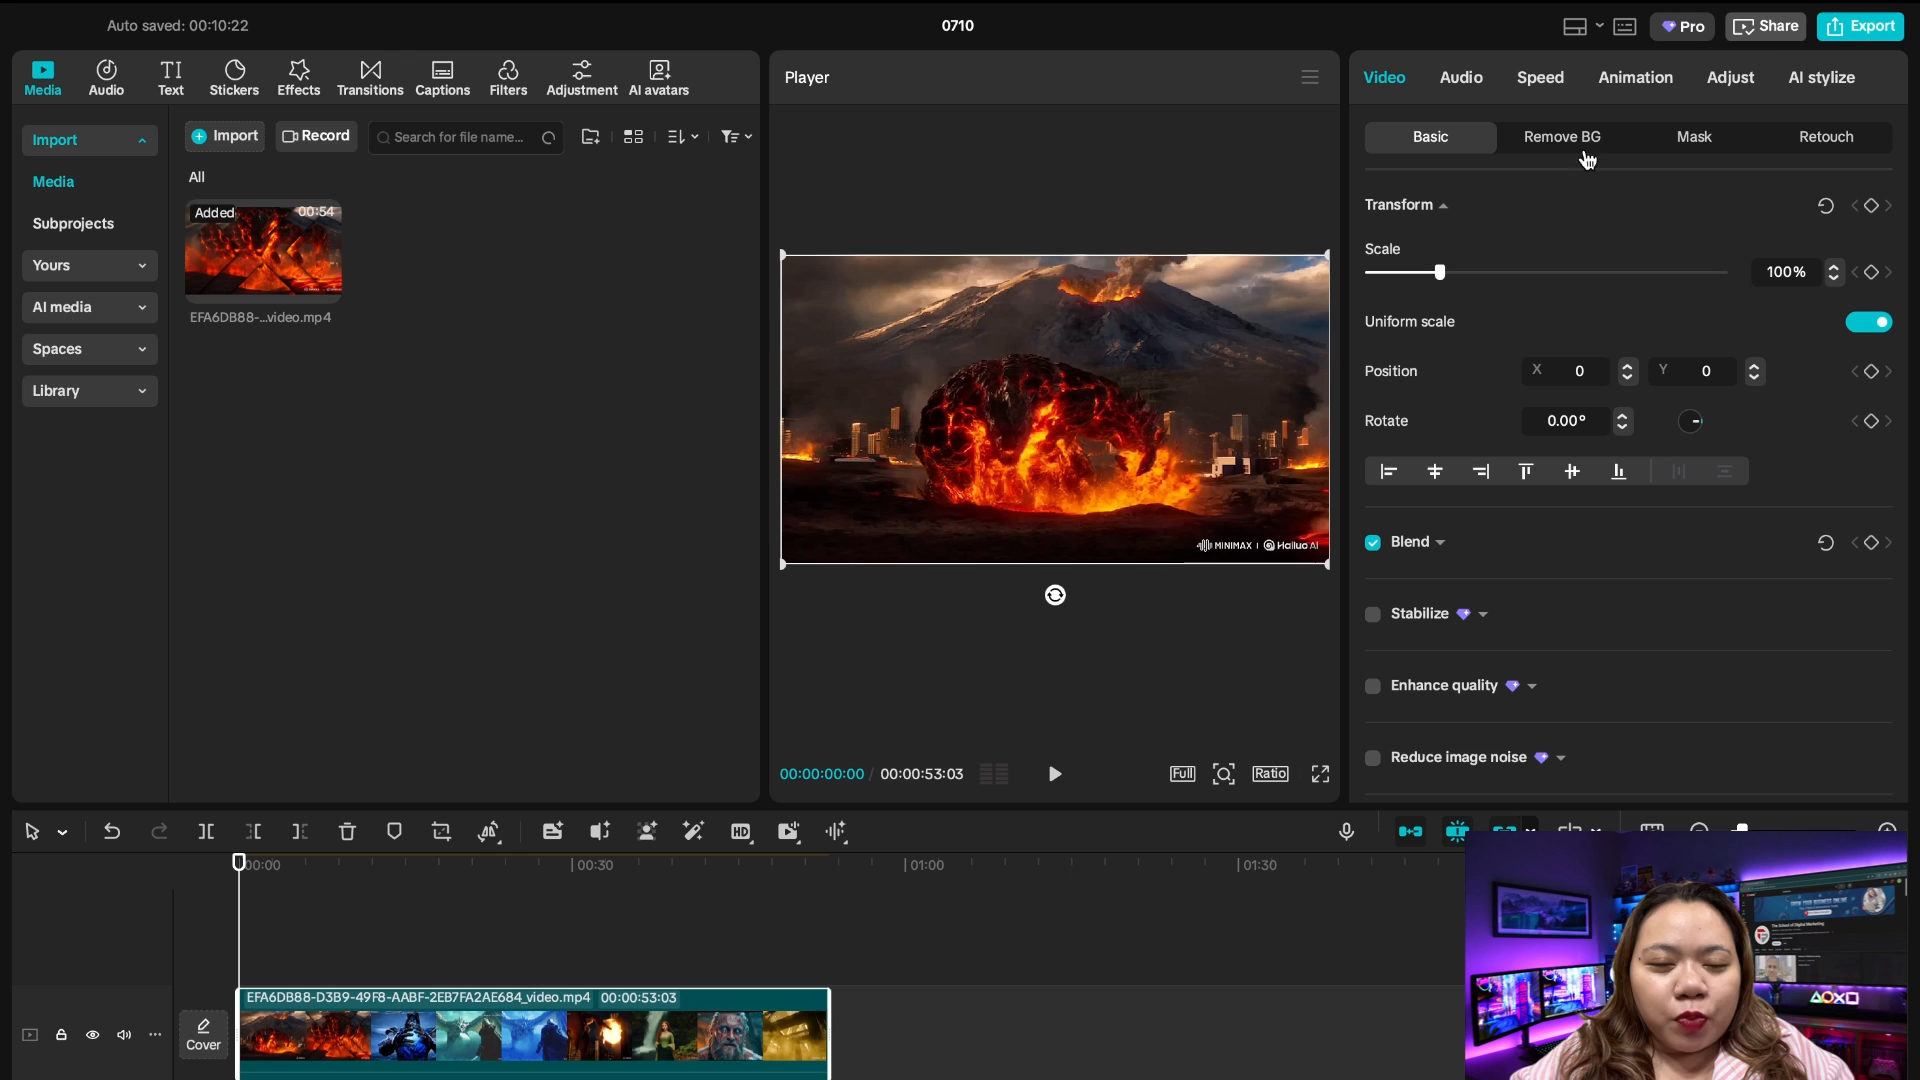 Auto saved: 00:10:22
0710
Pro
Share
Export
Media
Audio
Text
Stickers
Effects
Transitions
Captions
Filters
Adjustment
AI avatars
Import
Media
Subprojects
Yours
AI media
Spaces
Library
Import
Record
Search for file name...
All
Added
00:54
EFA6DB88-...video.mp4
Player
MINIMAX | Hailuo AI
00:00:00:00 / 00:00:53:03
Full
Ratio
Video
Audio
Speed
Animation
Adjust
AI stylize
Basic
Remove BG
Mask
Retouch
Transform
Scale
100%
Uniform scale
Position
X 0
Y 0
Rotate
0.00°
Blend
Stabilize
Enhance quality
Reduce image noise
HD
00:00
00:30
01:00
01:30
EFA6DB88-D3B9-49F8-AABF-2EB7FA2AE684_video.mp4 00:00:53:03
Cover